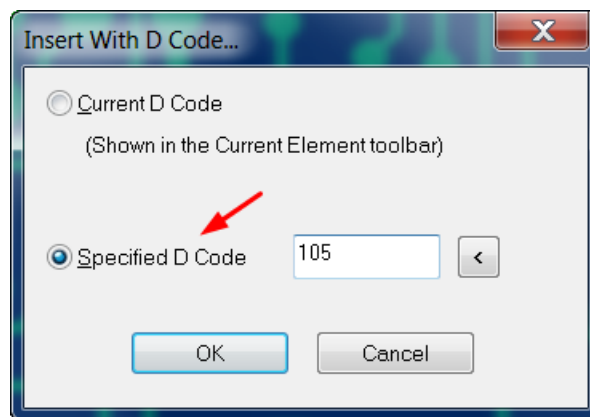 Insert With D Code...
X
Current D Code
(Shown in the Current Element toolbar)
Specified D Code
105
<
OK
Cancel